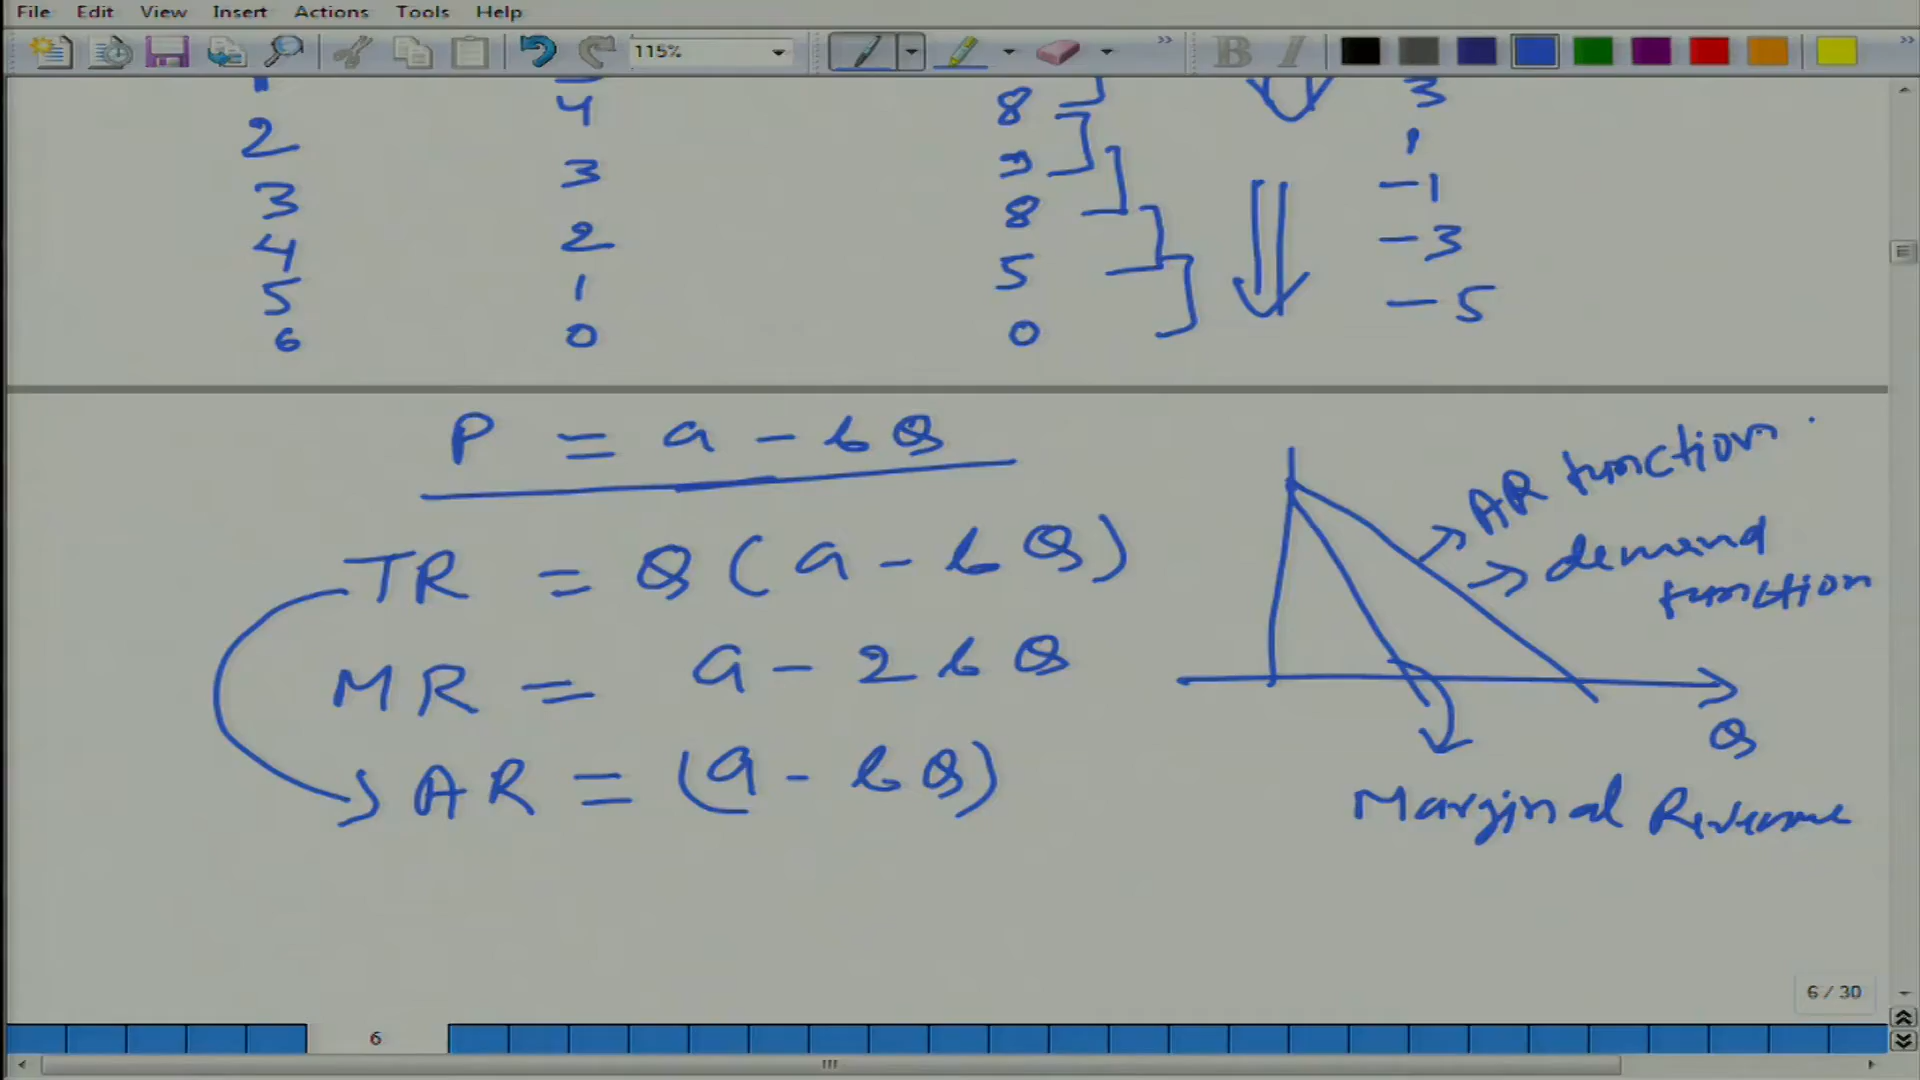 File Edit View Insert Actions Tools Help
115% B I
4 8 3
2 1
3 9 -1
3 8
4 2 5 -3
5 1 -5
6 0 0
P = a - bQ
AR function
TR = Q(a - bQ)
demand
function
MR = a - 2bQ
Q
AR = (a - bQ)
Marginal Revenue
6 / 30
6